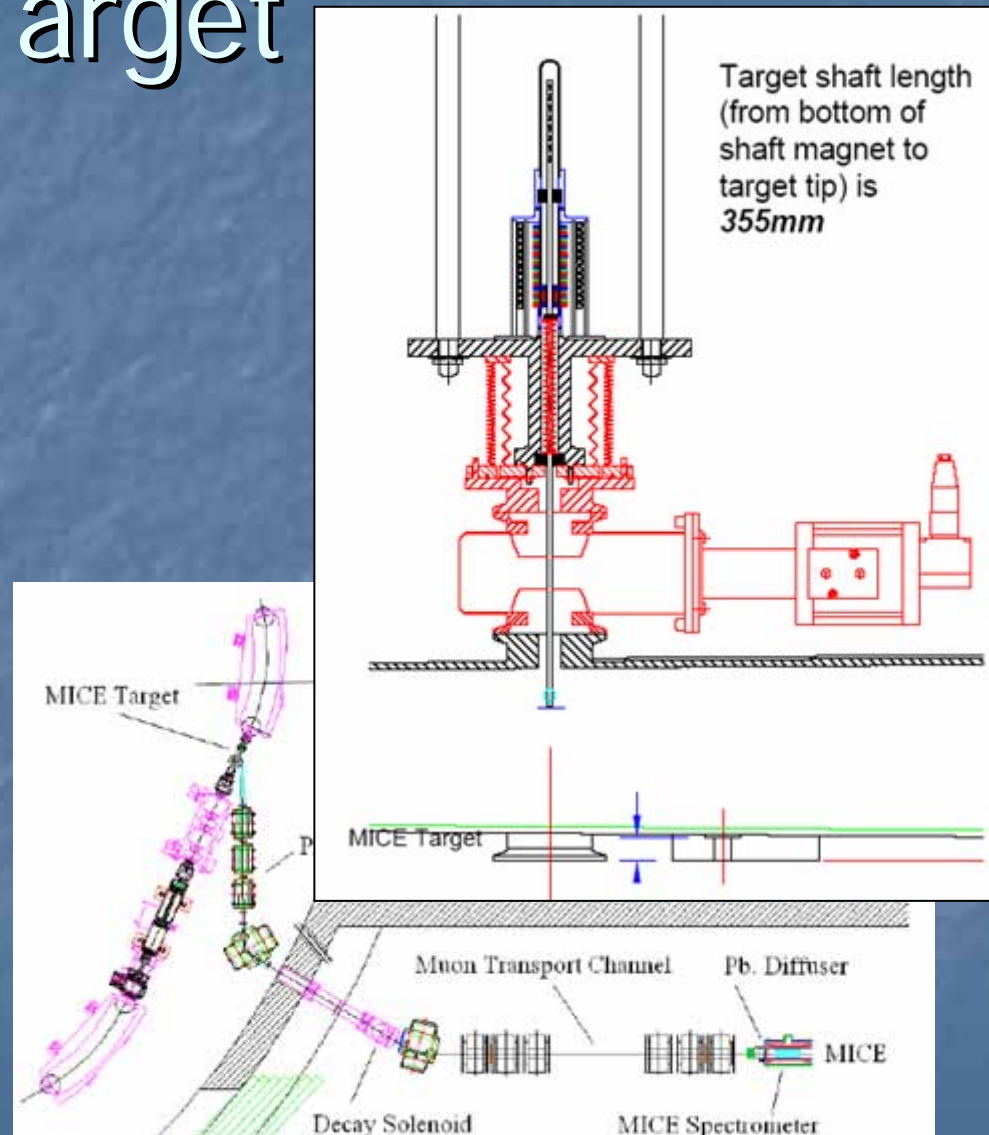 arget
Target shaft length
(from bottom of
shaft magnet to
target tip) is
355mm
MICE Target
MICE Target
P
Muon Transport Channel
Pb. Diffuser
MICE
Decay Solenoid
MICE Spectrometer